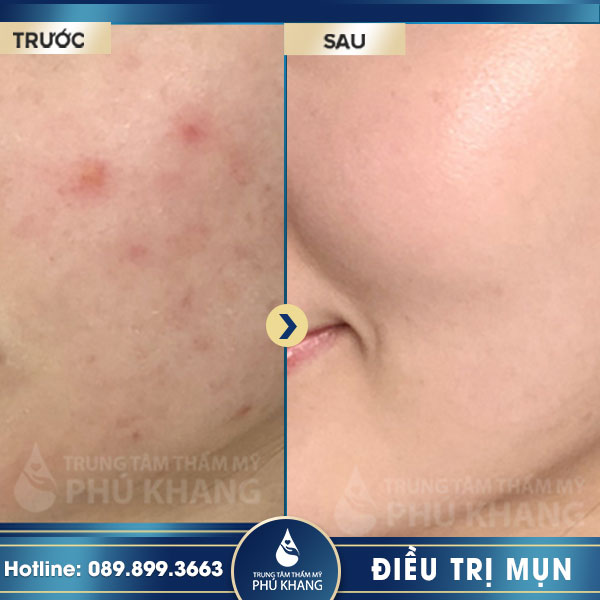 TRƯỚC
SAU
TRUNG TÂM THẨM MỸ
PHÚ KHANG
TRUNG TÂM THẨM MỸ
PHÚ KHANG
Hotline: 089.899.3663
TRUNG TÂM THẨM MỸ
PHÚ KHANG
ĐIỀU TRỊ MỤN